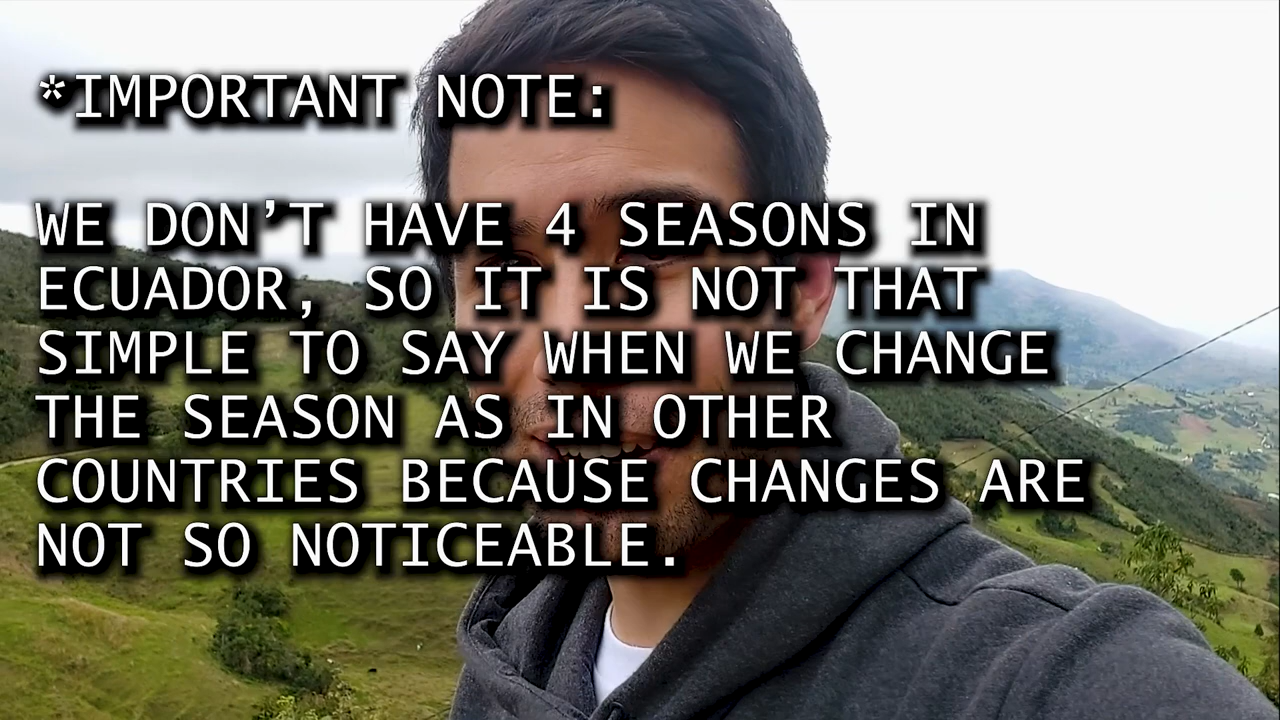 *IMPORTANT NOTE:
WE DON’T HAVE 4 SEASONS IN
ECUADOR, SO IT IS NOT THAT
SIMPLE TO SAY WHEN WE CHANGE
THE SEASON AS IN OTHER
COUNTRIES BECAUSE CHANGES ARE
NOT SO NOTICEABLE.